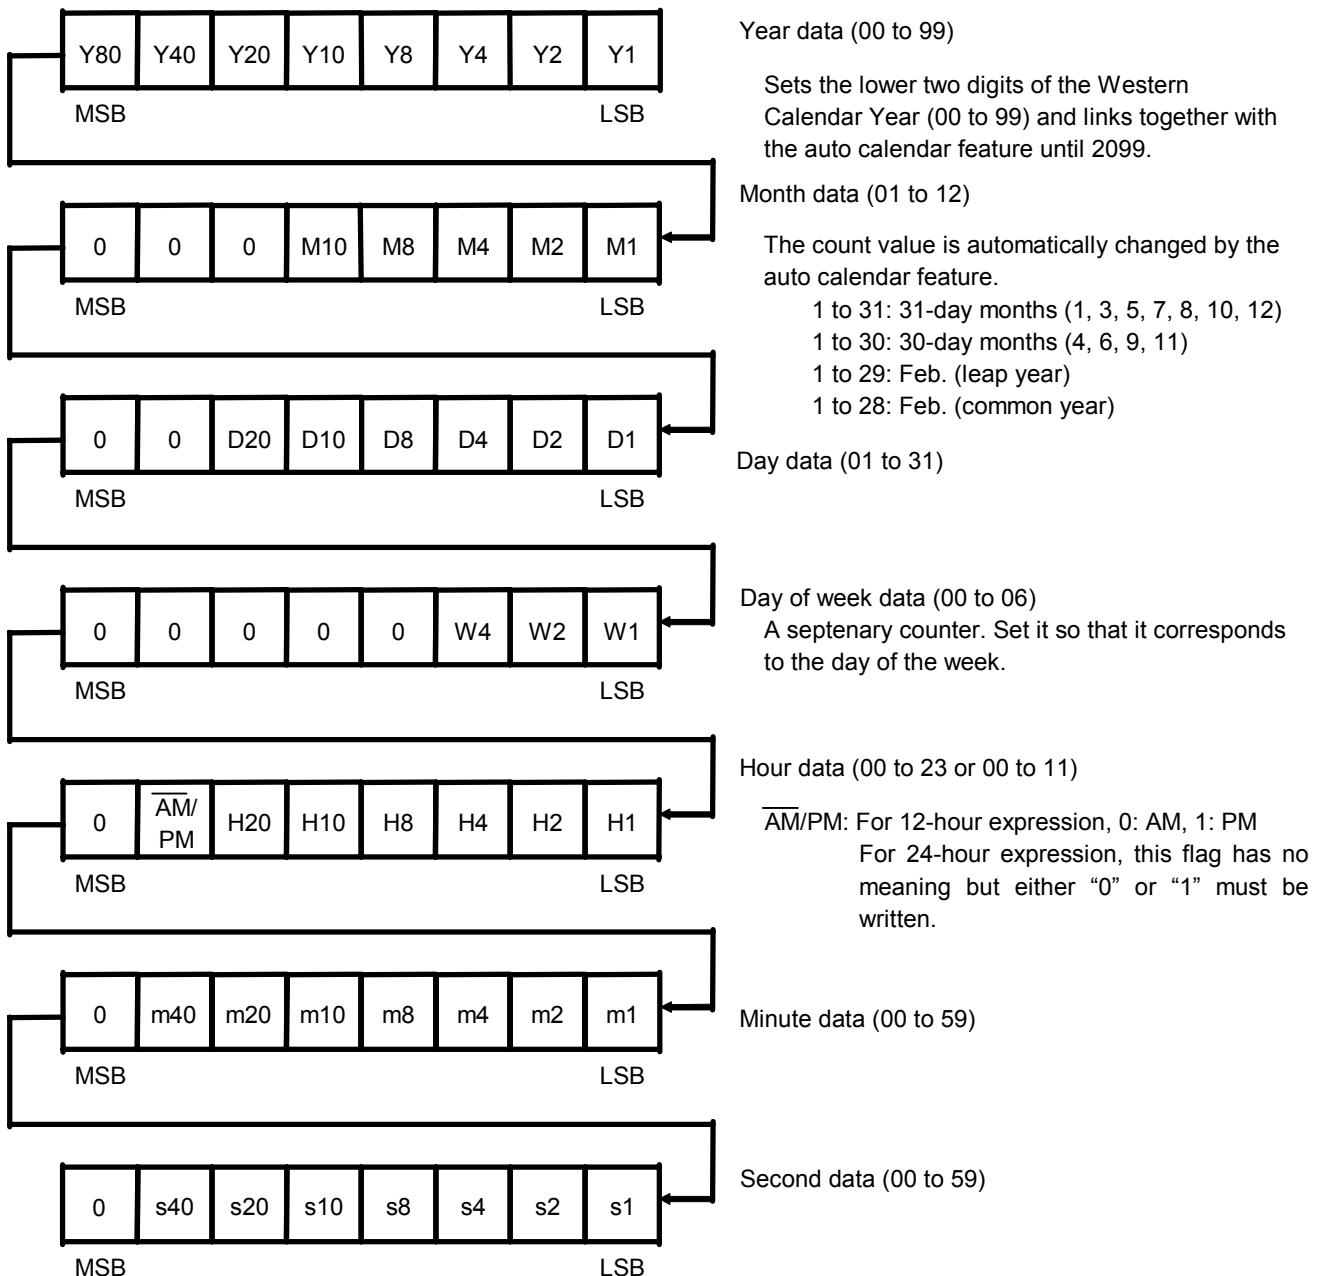 Y80 Y40 Y20 Y10 Y8 Y4 Y2 Y1
MSB LSB
Year data (00 to 99)
Sets the lower two digits of the Western
Calendar Year (00 to 99) and links together with
the auto calendar feature until 2099.
Month data (01 to 12)
0 0 0 M10 M8 M4 M2 M1
MSB LSB
The count value is automatically changed by the
auto calendar feature.
1 to 31: 31-day months (1, 3, 5, 7, 8, 10, 12)
1 to 30: 30-day months (4, 6, 9, 11)
1 to 29: Feb. (leap year)
1 to 28: Feb. (common year)
0 0 D20 D10 D8 D4 D2 D1
MSB LSB
Day data (01 to 31)
0 0 0 0 0 W4 W2 W1
MSB LSB
Day of week data (00 to 06)
A septenary counter. Set it so that it corresponds
to the day of the week.
Hour data (00 to 23 or 00 to 11)
0 A̅M̅/PM H20 H10 H8 H4 H2 H1
MSB LSB
A̅M̅/PM: For 12-hour expression, 0: AM, 1: PM
For 24-hour expression, this flag has no
meaning but either “0” or “1” must be
written.
0 m40 m20 m10 m8 m4 m2 m1
MSB LSB
Minute data (00 to 59)
0 s40 s20 s10 s8 s4 s2 s1
MSB LSB
Second data (00 to 59)